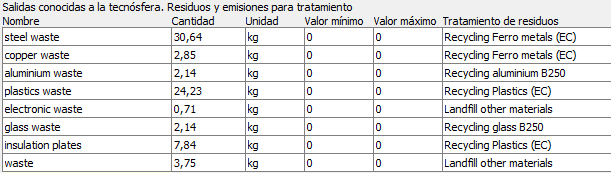 Salidas conocidas a la tecnósfera. Residuos y emisiones para tratamiento
Nombre Cantidad Unidad Valor mínimo Valor máximo Tratamiento de residuos
steel waste 30,64 kg 0 0 Recycling Ferro metals (EC)
copper waste 2,85 kg 0 0 Recycling Ferro metals (EC)
aluminium waste 2,14 kg 0 0 Recycling aluminium B250
plastics waste 24,23 kg 0 0 Recycling Plastics (EC)
electronic waste 0,71 kg 0 0 Landfill other materials
glass waste 2,14 kg 0 0 Recycling glass B250
insulation plates 7,84 kg 0 0 Recycling Plastics (EC)
waste 3,75 kg 0 0 Landfill other materials